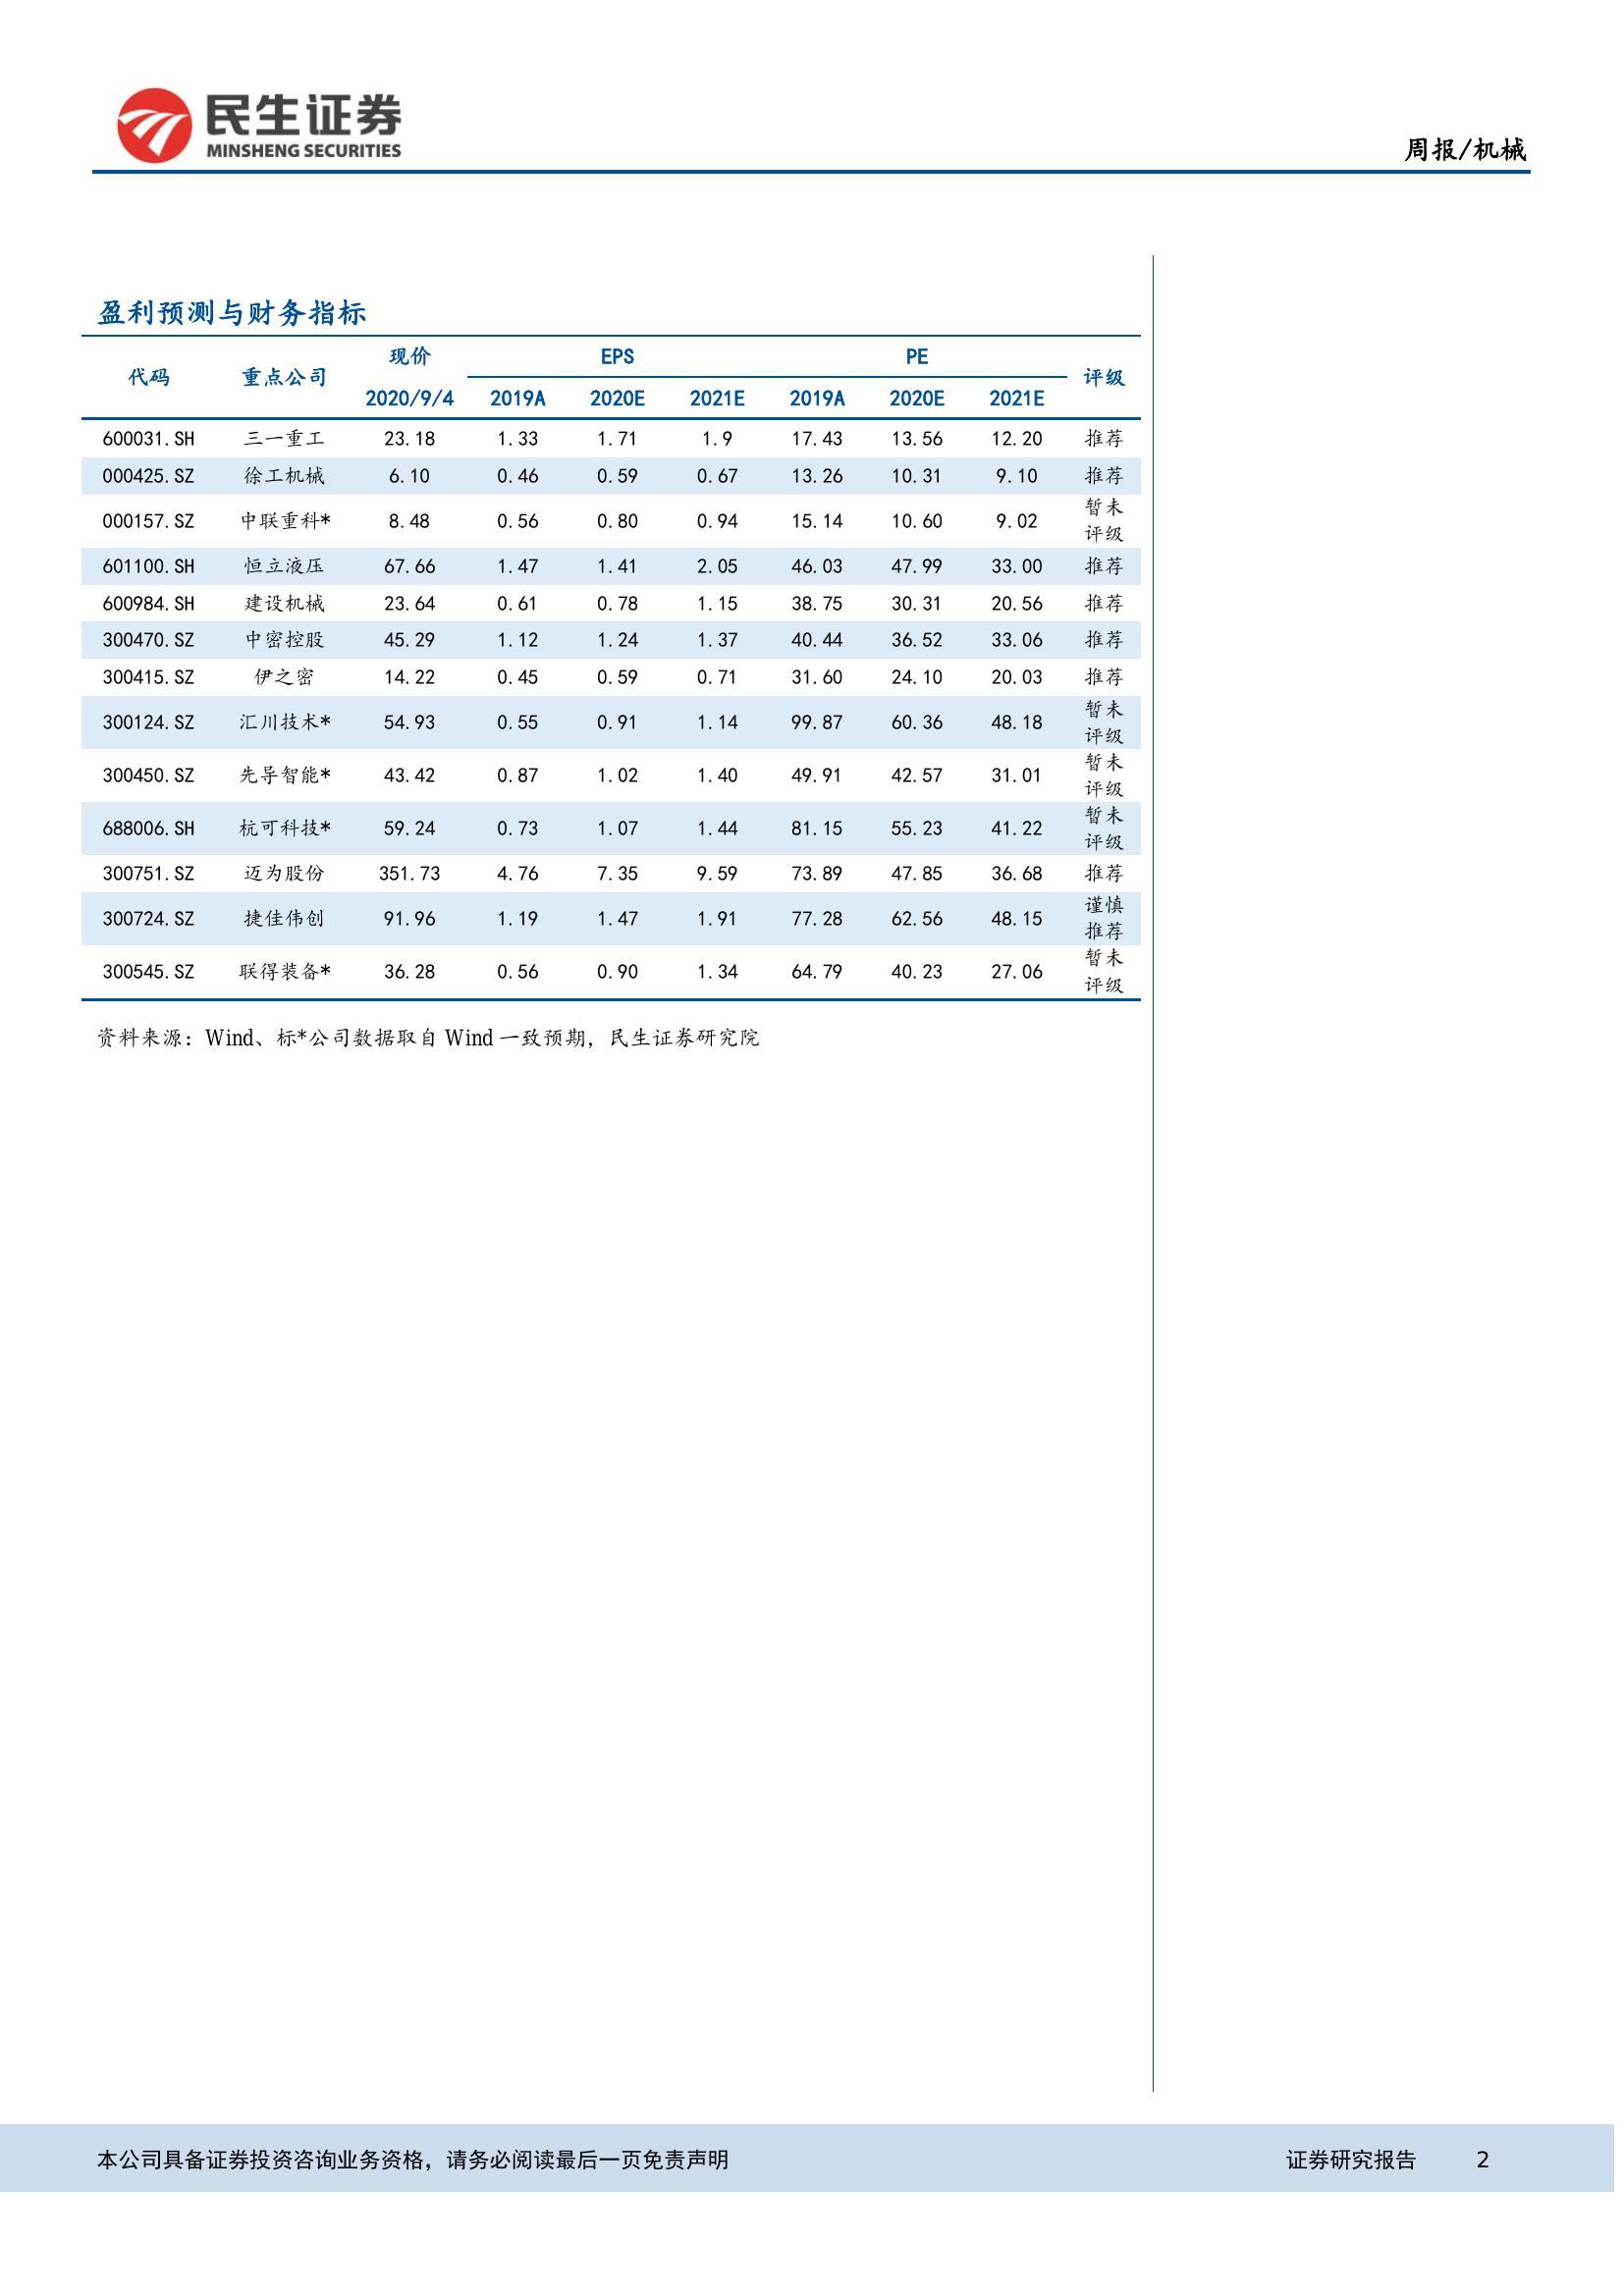 民生证券
MINSHENG SECURITIES
周报/机械
盈利预测与财务指标
代码 重点公司 现价 EPS PE 评级
2020/9/4 2019A 2020E 2021E 2019A 2020E 2021E
600031.SH 三一重工 23.18 1.33 1.71 1.9 17.43 13.56 12.20 推荐
000425.SZ 徐工机械 6.10 0.46 0.59 0.67 13.26 10.31 9.10 推荐
000157.SZ 中联重科* 8.48 0.56 0.80 0.94 15.14 10.60 9.02 暂未
评级
601100.SH 恒立液压 67.66 1.47 1.41 2.05 46.03 47.99 33.00 推荐
600984.SH 建设机械 23.64 0.61 0.78 1.15 38.75 30.31 20.56 推荐
300470.SZ 中密控股 45.29 1.12 1.24 1.37 40.44 36.52 33.06 推荐
300415.SZ 伊之密 14.22 0.45 0.59 0.71 31.60 24.10 20.03 推荐
300124.SZ 汇川技术* 54.93 0.55 0.91 1.14 99.87 60.36 48.18 暂未
评级
300450.SZ 先导智能* 43.42 0.87 1.02 1.40 49.91 42.57 31.01 暂未
评级
688006.SH 杭可科技* 59.24 0.73 1.07 1.44 81.15 55.23 41.22 暂未
评级
300751.SZ 迈为股份 351.73 4.76 7.35 9.59 73.89 47.85 36.68 推荐
300724.SZ 捷佳伟创 91.96 1.19 1.47 1.91 77.28 62.56 48.15 谨慎
推荐
300545.SZ 联得装备* 36.28 0.56 0.90 1.34 64.79 40.23 27.06 暂未
评级
资料来源：Wind、标*公司数据取自 Wind 一致预期，民生证券研究院
本公司具备证券投资咨询业务资格，请务必阅读最后一页免责声明 证券研究报告 2